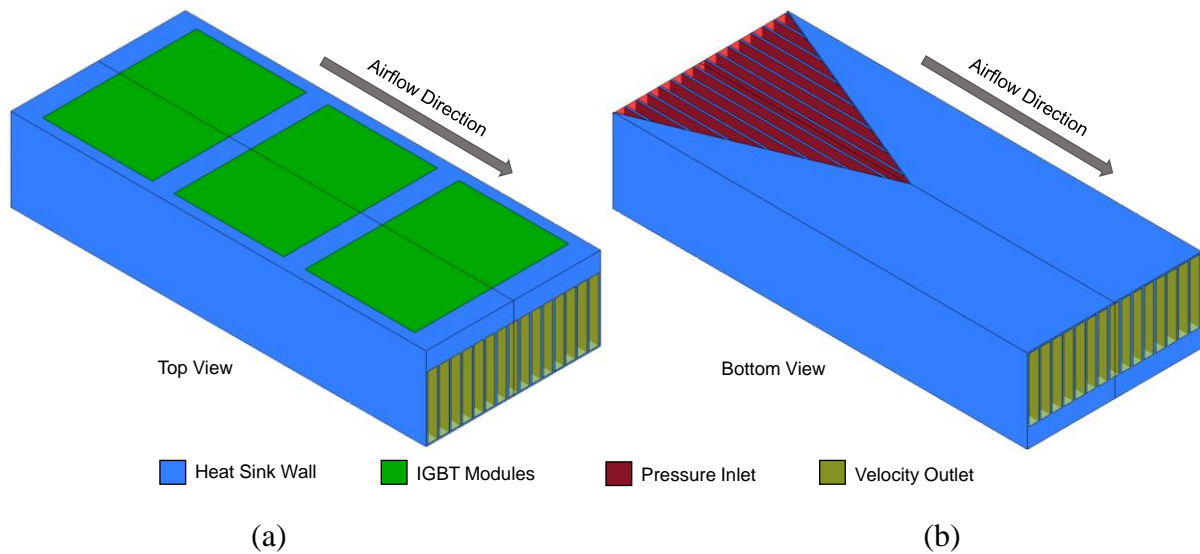 Airflow Direction
Airflow Direction
Top View
Bottom View
Heat Sink Wall
IGBT Modules
Pressure Inlet
Velocity Outlet
(a)
(b)